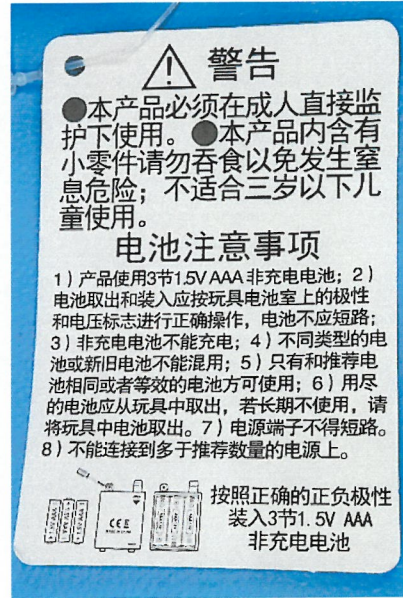 警告
●本产品必须在成人直接监
护下使用。●本产品内含有
小零件请勿吞食以免发生窒
息危险；不适合三岁以下儿
童使用。
电池注意事项
1）产品使用3节1.5V AAA 非充电电池；2）
电池取出和装入应按玩具电池室上的极性
和电压标志进行正确操作，电池不应短路；
3）非充电电池不能充电；4）不同类型的电
池或新旧电池不能混用；5）只有和推荐电
池相同或者等效的电池方可使用；6）用尽
的电池应从玩具中取出，若长期不使用，请
将玩具中电池取出。7）电源端子不得短路。
8）不能连接到多于推荐数量的电源上。
按照正确的正负极性
装入3节1.5V AAA
非充电电池